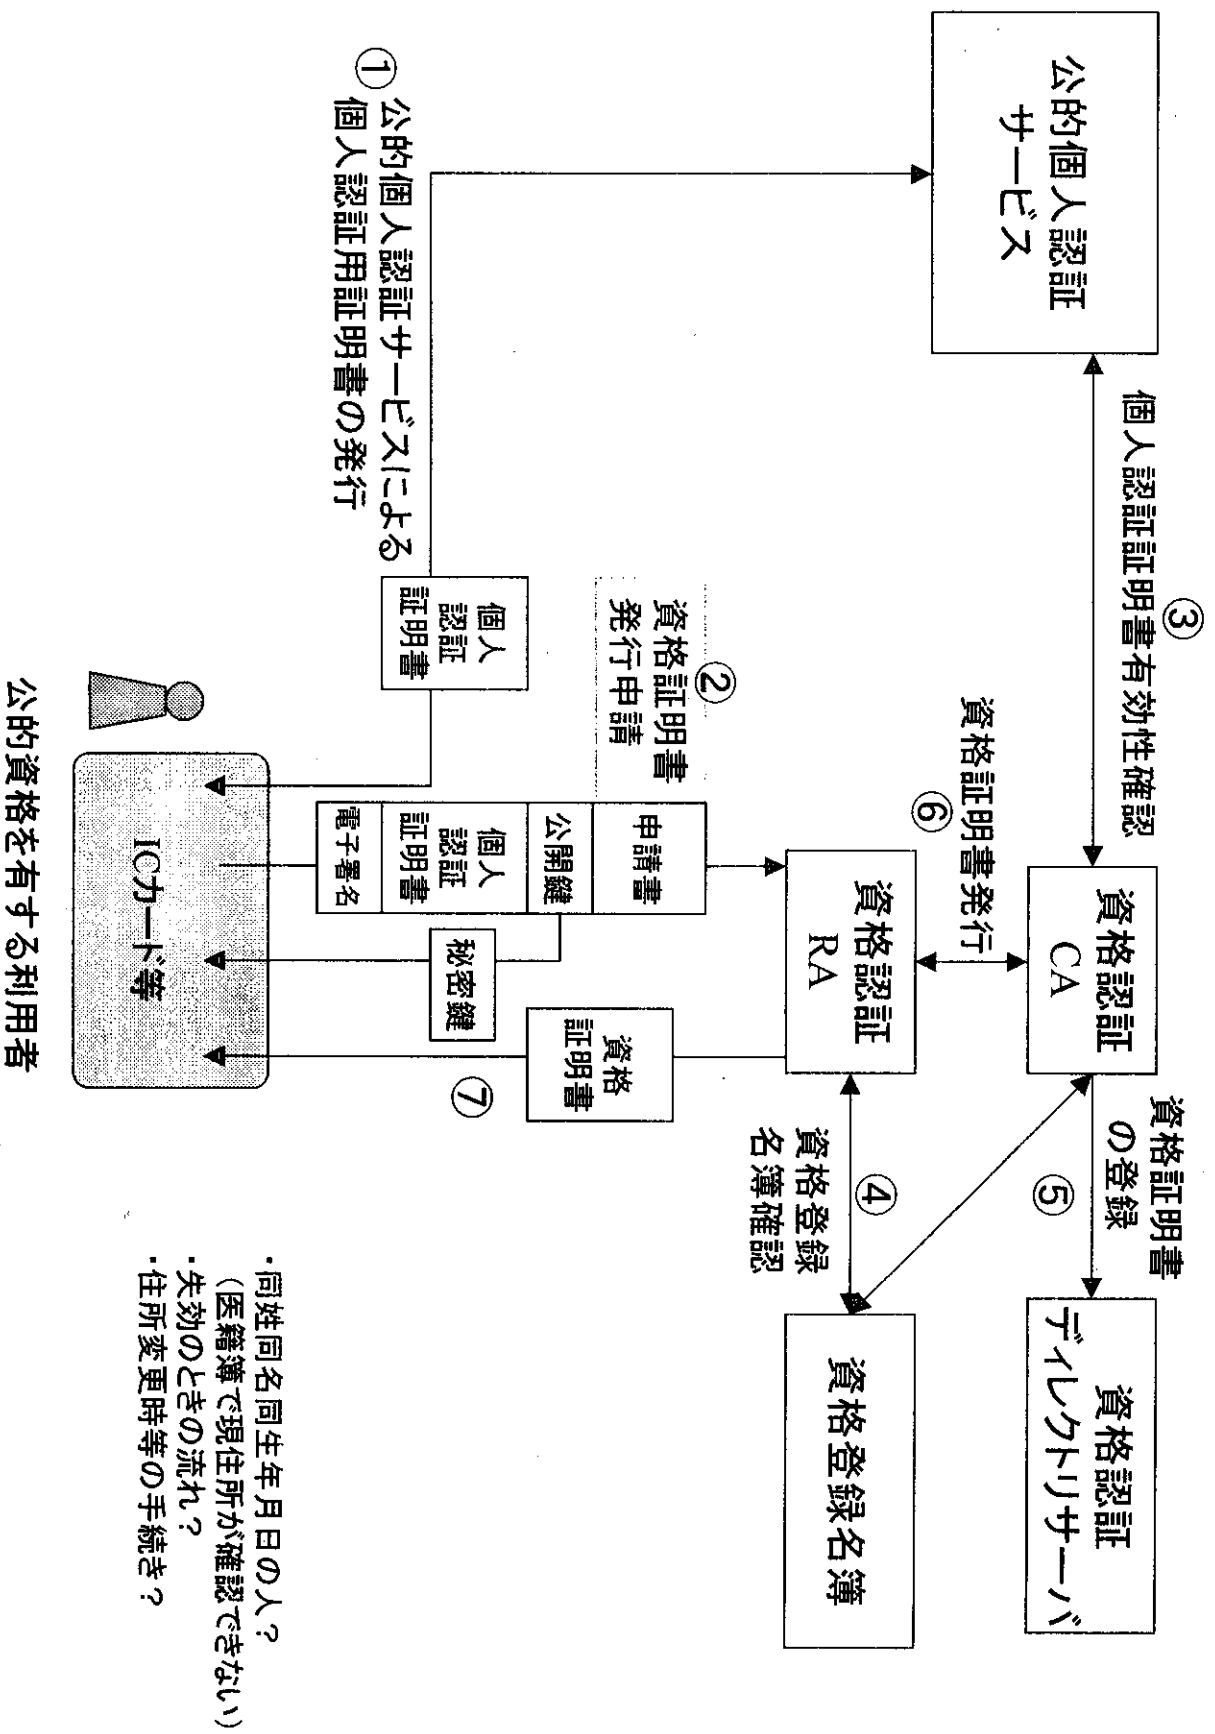 公的個人認証
サービス
③
個人認証証明書有効性確認
資格認証
CA
資格証明書
の登録
⑤
資格認証
ディレクトリサーバ
資格証明書発行
⑥
資格認証
RA
④
資格登録
名簿確認
資格登録名簿
①公的個人認証サービスによる
個人認証用証明書の発行
②
資格証明書
発行申請
個人
認証
証明書
申請書
公開鍵
個人
認証
証明書
電子署名
秘密鍵
資格
証明書
⑦
ICカード等
公的資格を有する利用者
・同姓同名同生年月日の人？
（医籍簿で現住所が確認できない）
・失効のときの流れ？
・住所変更時等の手続き？